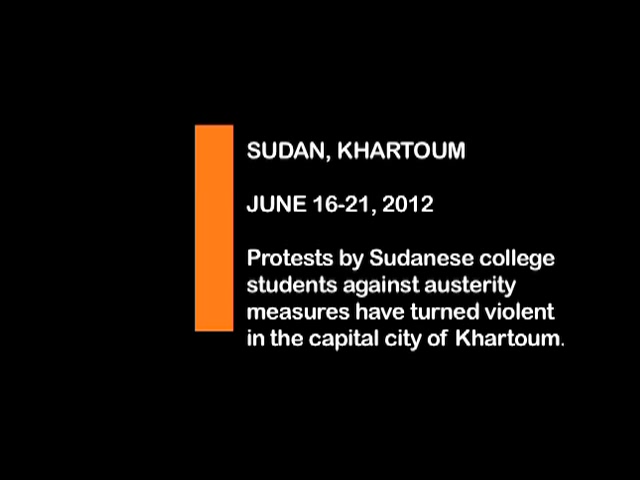 SUDAN, KHARTOUM
JUNE 16-21, 2012
Protests by Sudanese college
students against austerity
measures have turned violent
in the capital city of Khartoum.